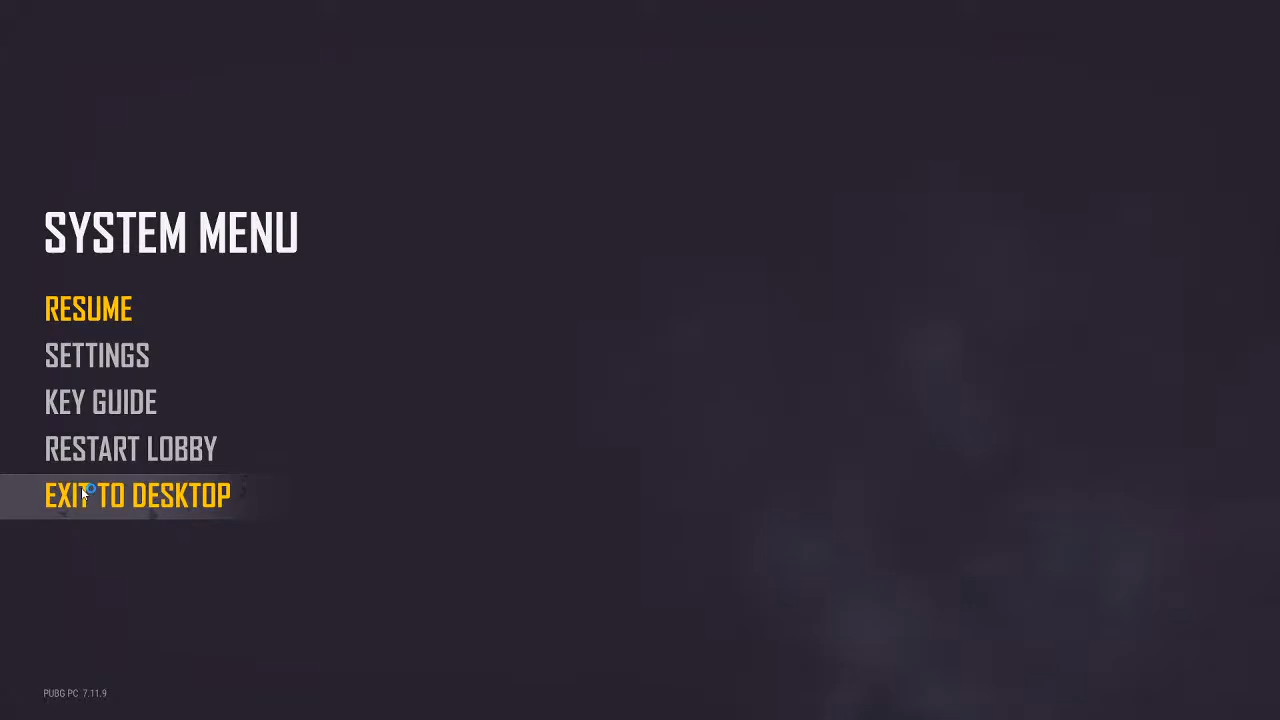 SYSTEM MENU
RESUME
SETTINGS
KEY GUIDE
RESTART LOBBY
EXIT TO DESKTOP
PUBG PC 7.11.9